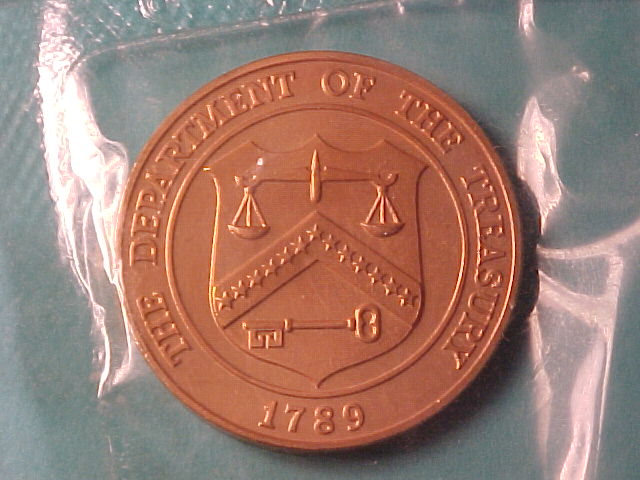 THE DEPARTMENT OF THE TREASURY
1789